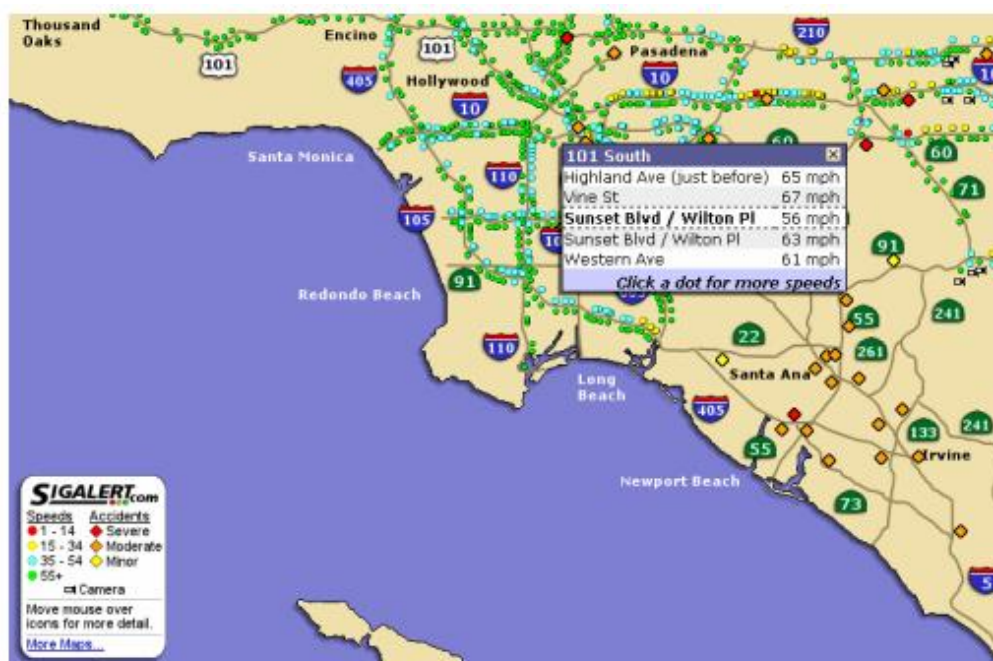 Thousand
Oaks
101
Encino
405
101
Hollywood
10
10
Pasadena
210
10
60
60
71
Santa Monica
110
105
10
101 South
Highland Ave (just before) 65 mph
Vine St 67 mph
Sunset Blvd / Wilton Pl 56 mph
Sunset Blvd / Wilton Pl 63 mph
Western Ave 61 mph
Click a dot for more speeds
91
91
Redondo Beach
110
Long
Beach
22
55
241
261
Santa Ana
405
55
133
241
Irvine
Newport Beach
73
5
SIGALERT.com
Speeds Accidents
1 - 14 Severe
15 - 34 Moderate
35 - 54 Minor
55+
Camera
Move mouse over
icons for more detail.
More Maps...